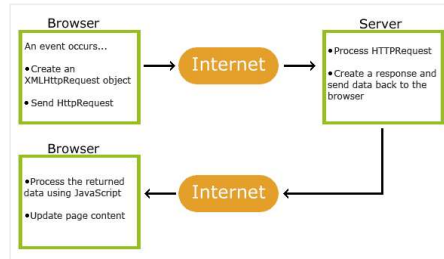 Browser
An event occurs...
•Create an
XMLHttpRequest object
• Send HttpRequest
Internet
Server
• Process HTTPRequest
• Create a response and
send data back to the
browser
Browser
•Process the returned
data using JavaScript
•Update page content
Internet